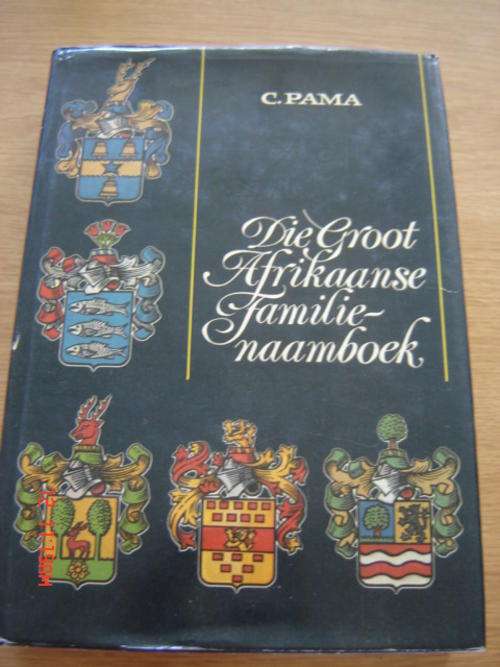 C. PAMA
Die Groot
Afrikaanse
Familie-
naamboek